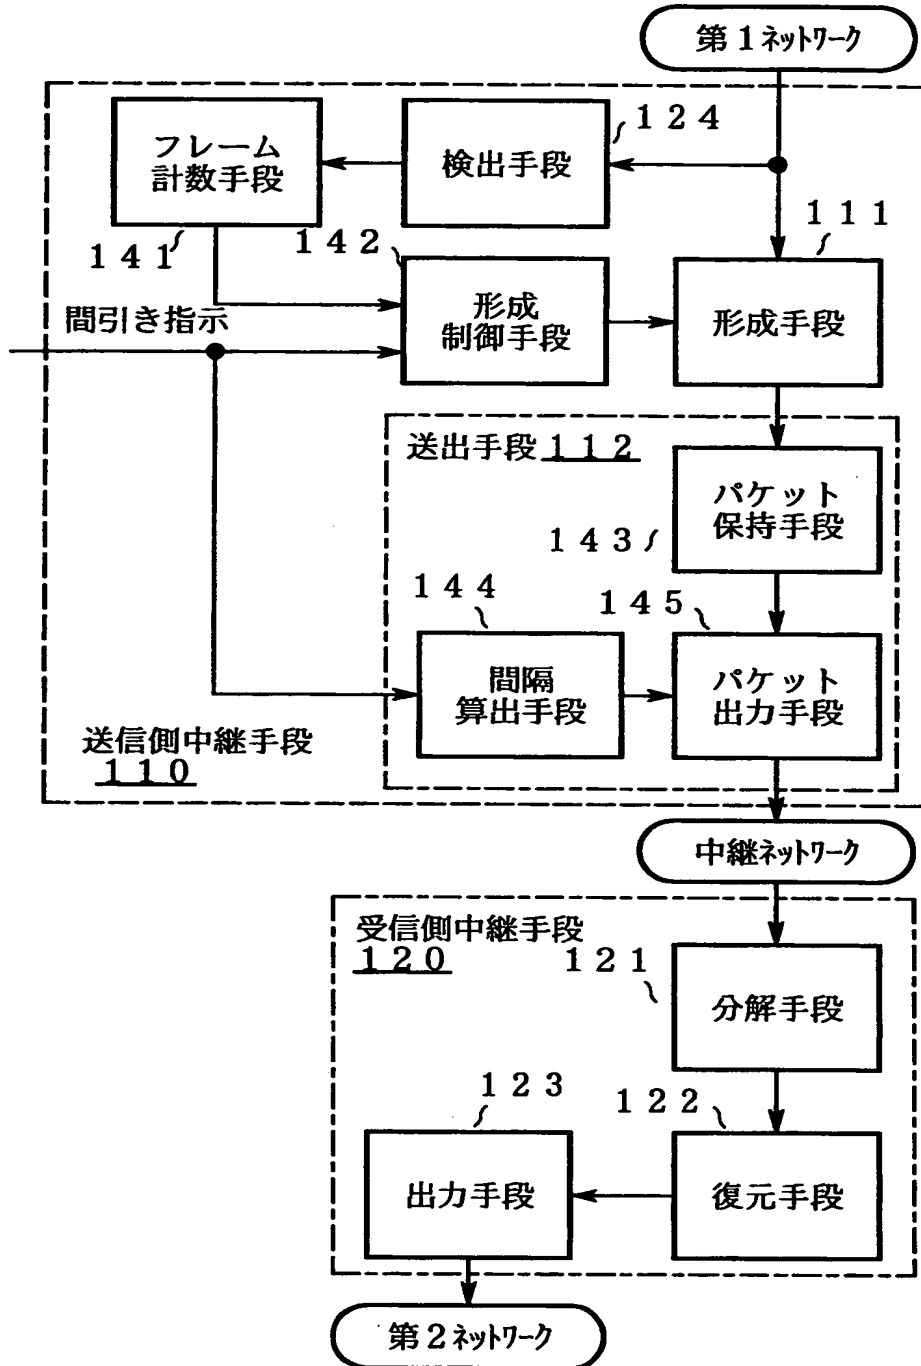 第１ネットワーク
フレーム
計数手段
１４１
検出手段
１２４
１１１
１４２
形成
制御手段
形成手段
間引き指示
送出手段１１２
パケット
保持手段
１４３
１４４
１４５
間隔
算出手段
パケット
出力手段
送信側中継手段
１１０
中継ネットワーク
受信側中継手段
１２０
１２１
分解手段
１２３
１２２
出力手段
復元手段
第２ネットワーク